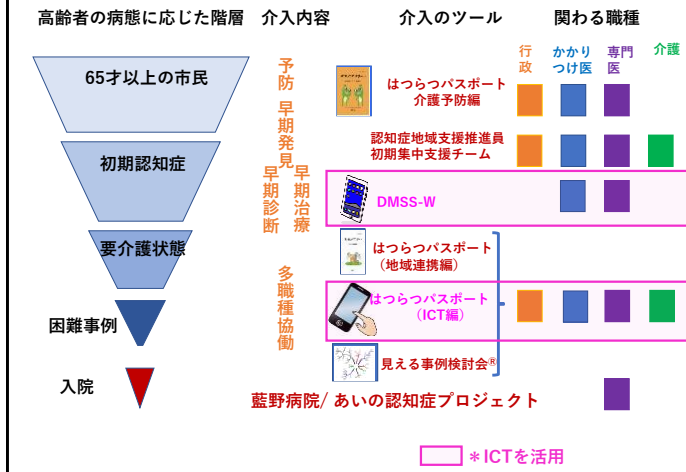 高齢者の病態に応じた階層
介入内容
介入のツール
関わる職種
行政
かかりつけ医
専門医
介護
65才以上の市民
予防
はつらつパスポート
介護予防編
早期発見
認知症地域支援推進員
初期集中支援チーム
初期認知症
早期診断
早期治療
DMSS-W
要介護状態
はつらつパスポート
（地域連携編）
多職種協働
はつらつパスポート
（ICT編）
困難事例
見える事例検討会®
入院
藍野病院/ あいの認知症プロジェクト
＊ICTを活用